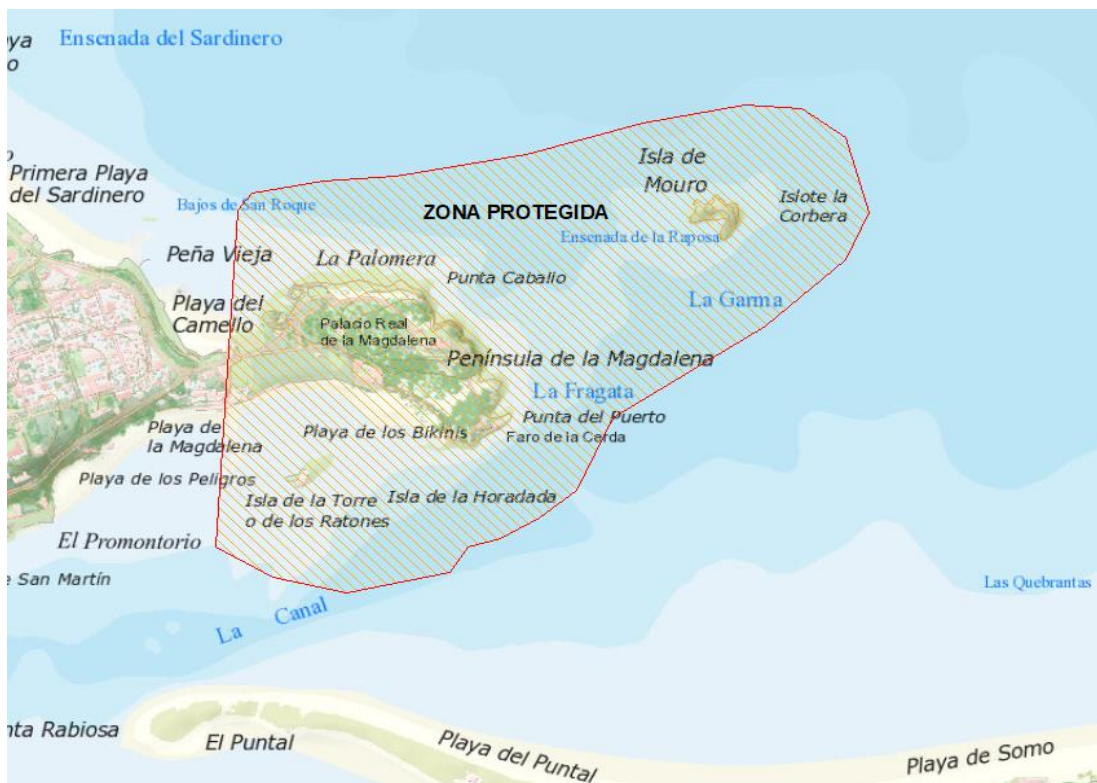 Ensenada del Sardinero
ya
o
Primera Playa
del Sardinero
Bajos de San Roque
ZONA PROTEGIDA
Isla de
Mouro
Islote la
Corbera
Ensenada de la Raposa
Peña Vieja
La Palomera
Punta Caballo
Playa del
Camello
La Garma
Palacio Real
de la Magdalena
Península de la Magdalena
La Fragata
Punta del Puerto
Faro de la Cerda
Playa de
la Magdalena
Playa de los Bikinis
Playa de los Peligros
Isla de la Torre
o de los Ratones
Isla de la Horadada
El Promontorio
San Martín
Las Quebrantas
La Canal
nta Rabiosa
El Puntal
Playa del Puntal
Playa de Somo